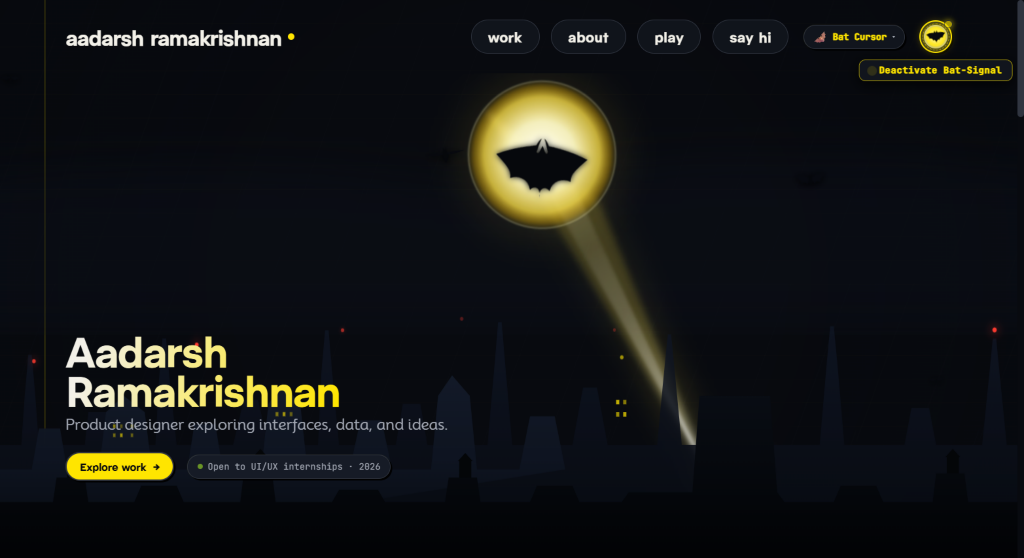 aadarsh ramakrishnan
work
about
play
say hi
Bat Cursor ·
Deactivate Bat-Signal
Aadarsh
Ramakrishnan
Product designer exploring interfaces, data, and ideas.
Explore work →
Open to UI/UX internships · 2026